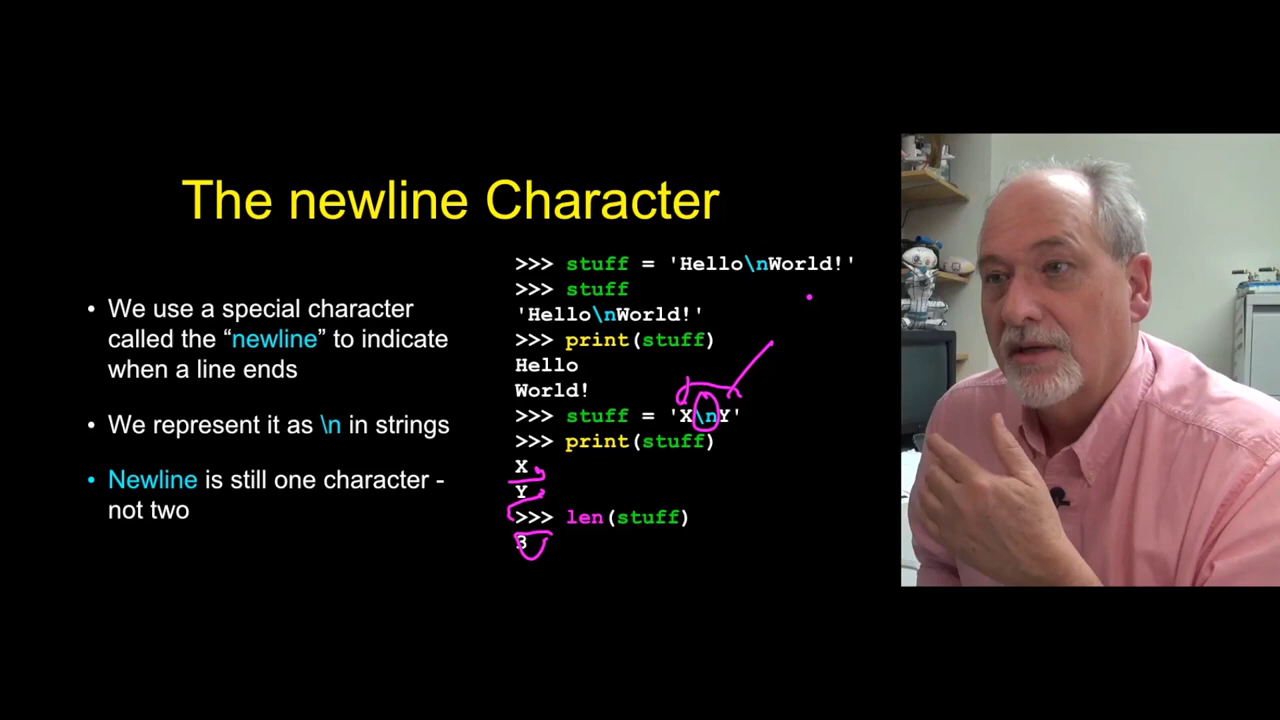 The newline Character
• We use a special character
called the “newline” to indicate
when a line ends
• We represent it as \n in strings
• Newline is still one character -
not two
>>> stuff = 'Hello\nWorld!'
>>> stuff
'Hello\nWorld!'
>>> print(stuff)
Hello
World!
>>> stuff = 'X\nY'
>>> print(stuff)
X
Y
>>> len(stuff)
3